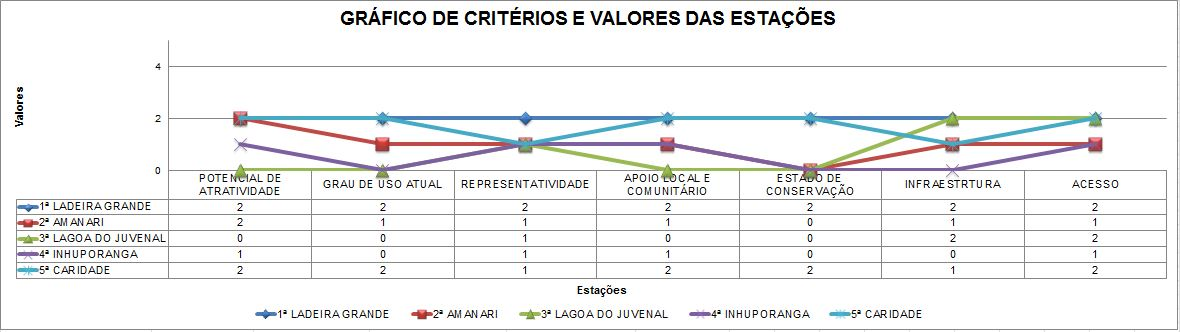 GRÁFICO DE CRITÉRIOS E VALORES DAS ESTAÇÕES
Valores
4
2
0
POTENCIAL DE ATRATIVIDADE GRAU DE USO ATUAL REPRESENTATIVIDADE APOIO LOCAL E COMUNITÁRIO ESTADO DE CONSERVAÇÃO INFRAESTRTURA ACESSO
1ª LADEIRA GRANDE 2 2 2 2 2 2 2
2ª AMANARI 2 1 1 1 0 1 1
3ª LAGOA DO JUVENAL 0 0 1 0 0 2 2
4ª INHUPORANGA 1 0 1 1 0 0 1
5ª CARIDADE 2 2 1 2 2 1 2
Estações
1ª LADEIRA GRANDE 2ª AMANARI 3ª LAGOA DO JUVENAL 4ª INHUPORANGA 5ª CARIDADE